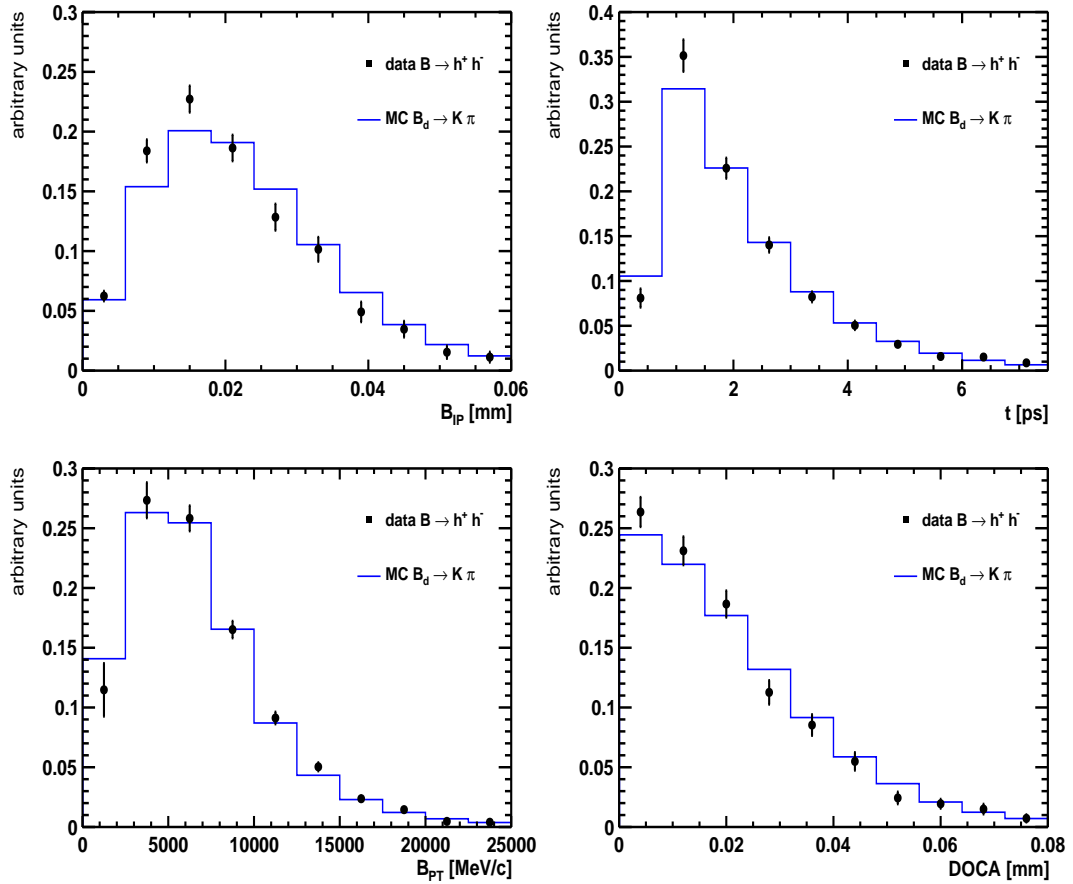 arbitrary units
0.3
0.25
0.2
0.15
0.1
0.05
0
data B → h⁺ h⁻
MC B_d → K π
0 0.02 0.04 0.06
B_IP [mm]
arbitrary units
0.4
0.35
0.3
0.25
0.2
0.15
0.1
0.05
0
data B → h⁺ h⁻
MC B_d → K π
0 2 4 6
t [ps]
arbitrary units
0.3
0.25
0.2
0.15
0.1
0.05
0
data B → h⁺ h⁻
MC B_d → K π
0 5000 10000 15000 20000 25000
B_PT [MeV/c]
arbitrary units
0.3
0.25
0.2
0.15
0.1
0.05
0
data B → h⁺ h⁻
MC B_d → K π
0 0.02 0.04 0.06 0.08
DOCA [mm]